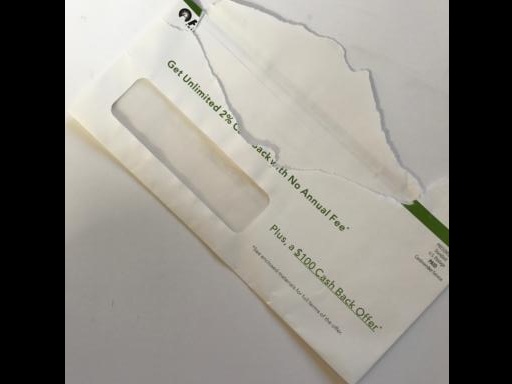 Get Unlimited 2% C back with No Annual Fee*
Plus, a $100 Cash Back Offer*
*See enclosed materials for full terms of the offer.
PAID